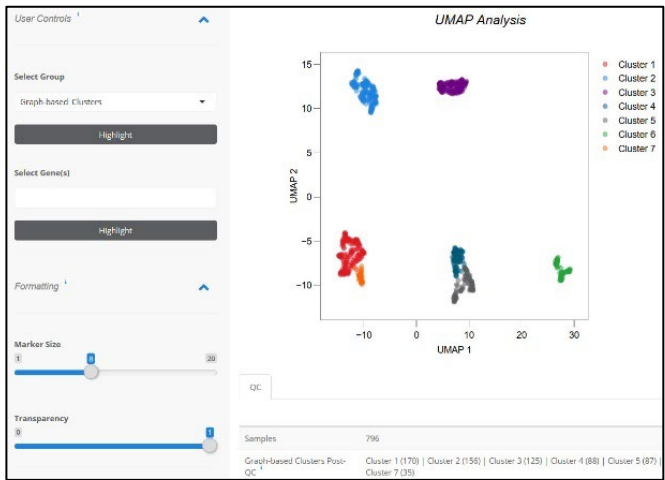 User Controls i
Select Group
Graph-based Clusters
Highlight
Select Gene(s)
Highlight
Formatting i
Marker Size
1
8
20
Transparency
0
1
UMAP Analysis
15
10
5
0
−5
−10
UMAP 2
−10
0
10
20
30
UMAP 1
Cluster 1
Cluster 2
Cluster 3
Cluster 4
Cluster 5
Cluster 6
Cluster 7
QC
Samples 796
Graph-based Clusters Post- Cluster 1 (170) | Cluster 2 (156) | Cluster 3 (125) | Cluster 4 (88) | Cluster 5 (87) |
QC i Cluster 7 (35)